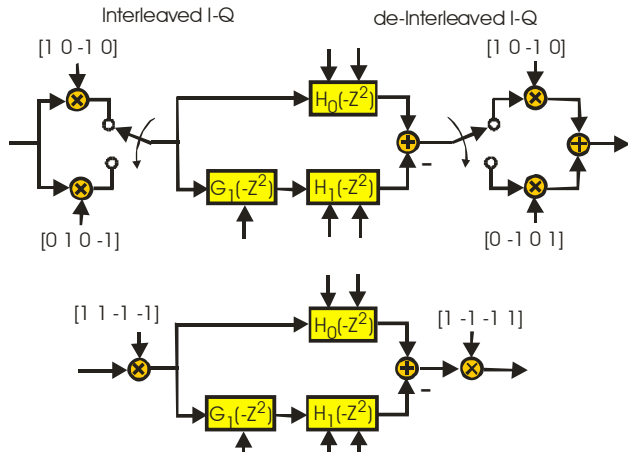 Interleaved I-Q
de-Interleaved I-Q
[1 0 -1 0]
[1 0 -1 0]
H₀(-Z²)
-
G₁(-Z²)
H₁(-Z²)
[0 1 0 -1]
[0 -1 0 1]
[1 1 -1 -1]
[1 -1 -1 1]
H₀(-Z²)
-
G₁(-Z²)
H₁(-Z²)